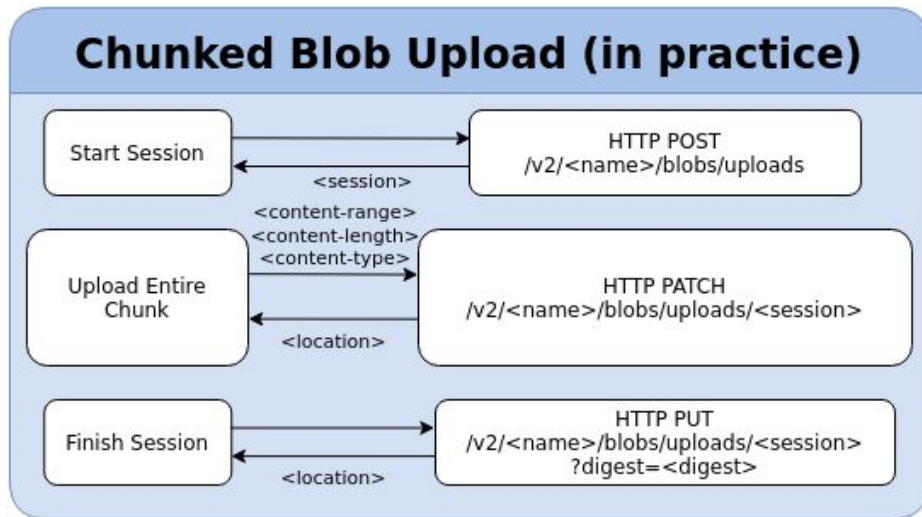 Chunked Blob Upload (in practice)
Start Session
HTTP POST
/v2/<name>/blobs/uploads
<session>
<content-range>
<content-length>
<content-type>
Upload Entire
Chunk
HTTP PATCH
/v2/<name>/blobs/uploads/<session>
<location>
Finish Session
HTTP PUT
/v2/<name>/blobs/uploads/<session>
?digest=<digest>
<location>